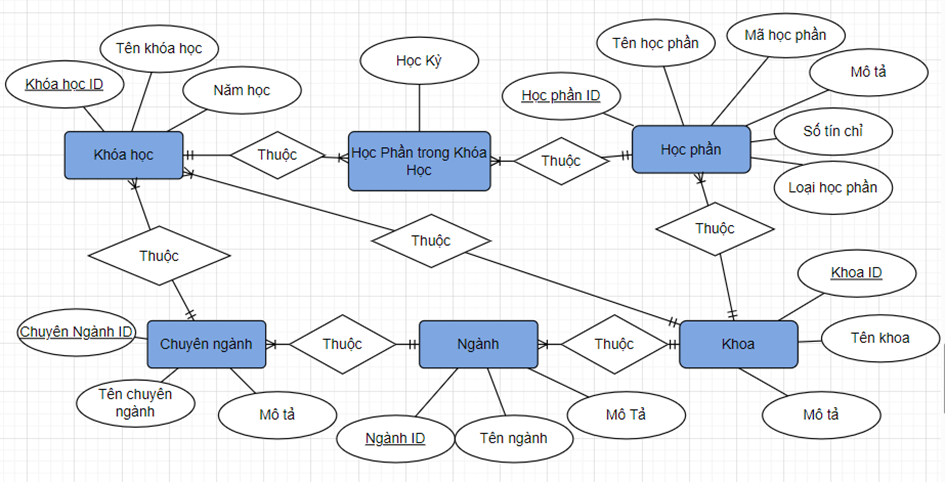 Tên khóa học
Khóa học ID
Năm học
Học Kỳ
Tên học phần
Mã học phần
Mô tả
Học phần ID
Số tín chỉ
Loại học phần
Khóa học
Thuộc
Học Phần trong Khóa
Học
Thuộc
Học phần
Thuộc
Thuộc
Thuộc
Khoa ID
Chuyên Ngành ID
Chuyên ngành
Thuộc
Ngành
Thuộc
Khoa
Tên khoa
Tên chuyên
ngành
Mô tả
Ngành ID
Tên ngành
Mô Tả
Mô tả